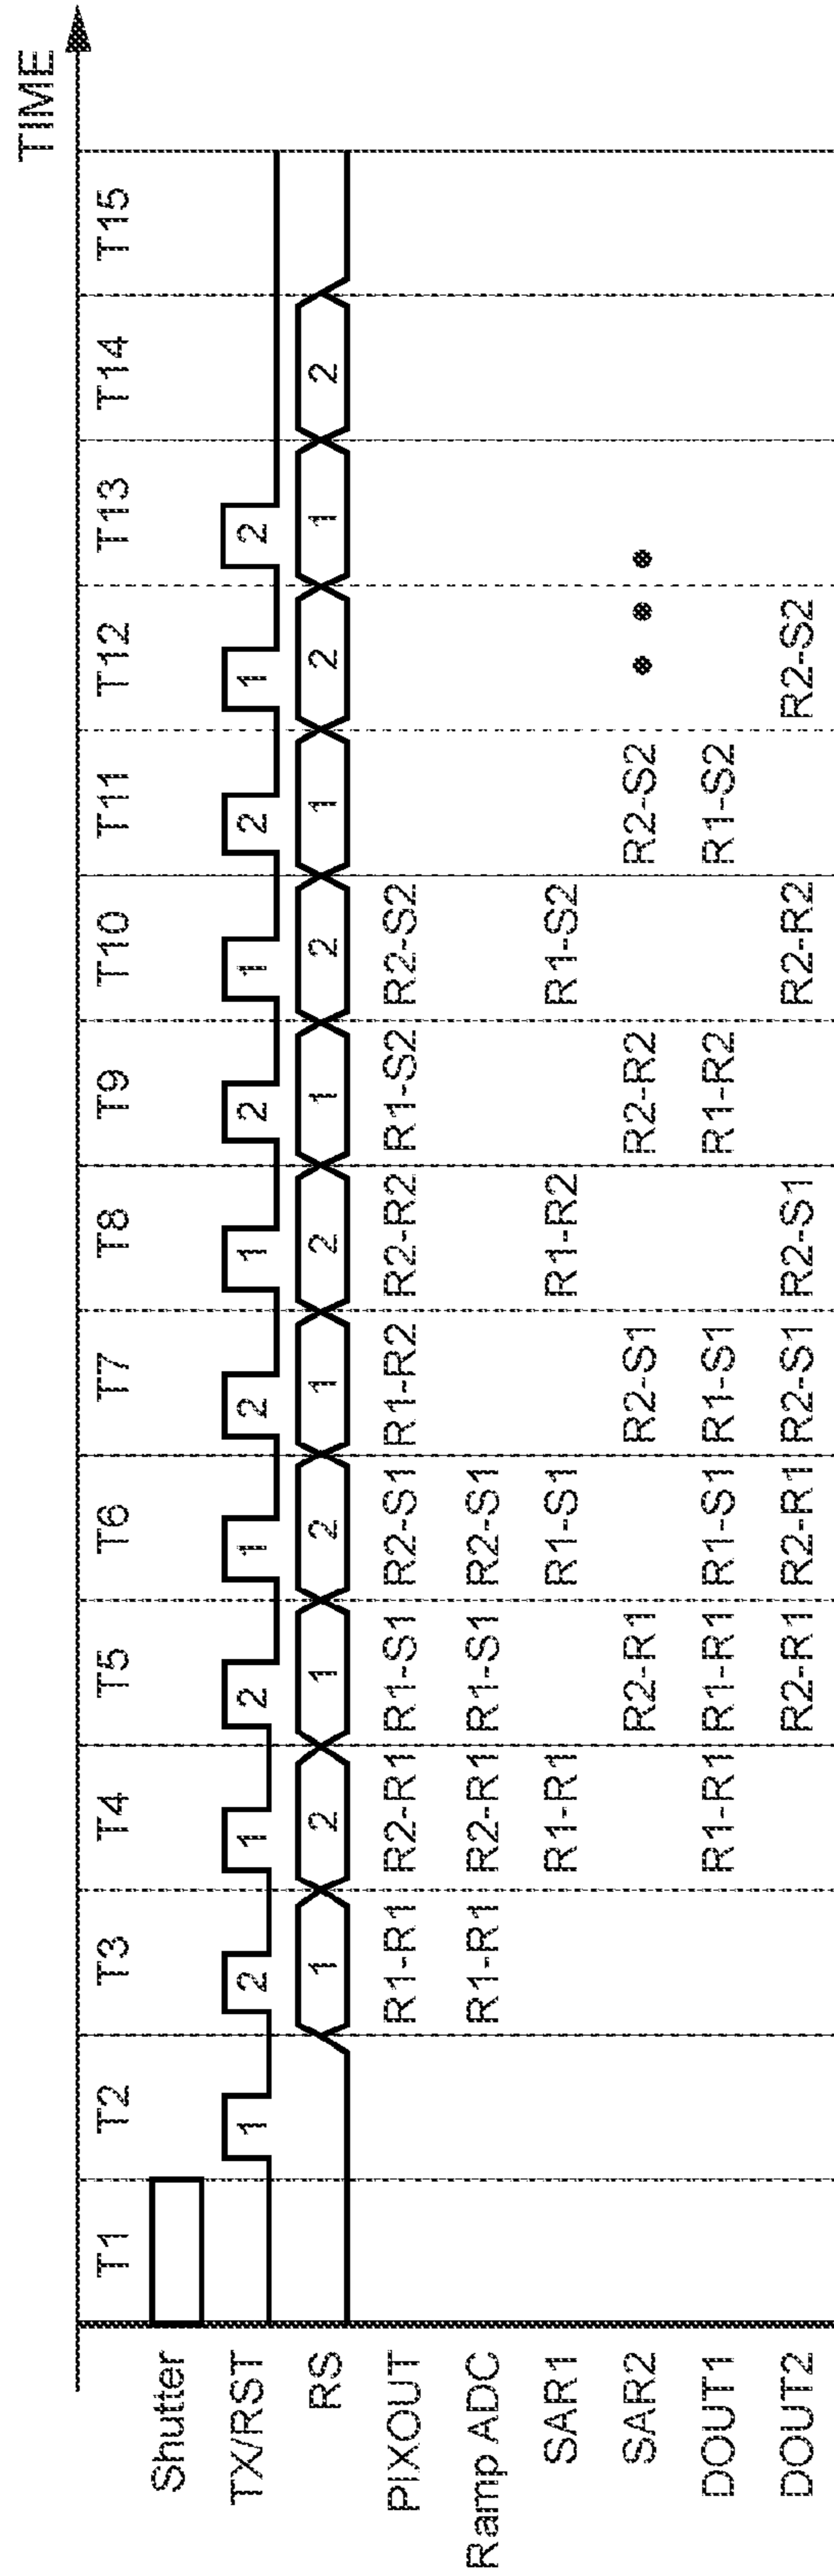 TIME
T1 T2 T3 T4 T5 T6 T7 T8 T9 T10 T11 T12 T13 T14 T15
Shutter
TX/RST 1 2 1 2 1 2 1 2 1 2 1 2
RS 1 2 1 2 1 2 1 2 1 2 1 2
PIXOUT R1-R1 R2-R1 R1-S1 R2-S1 R1-R2 R2-R2 R1-S2 R2-S2
Ramp ADC R1-R1 R2-R1 R1-S1 R2-S1
SAR1 R1-R1 R1-S1 R1-R2 R1-S2
SAR2 R2-R1 R2-S1 R2-R2 R2-S2 • • •
DOUT1 R1-R1 R1-R1 R1-S1 R1-S1 R1-R2 R1-S2
DOUT2 R2-R1 R2-R1 R2-S1 R2-S1 R2-R2 R2-S2